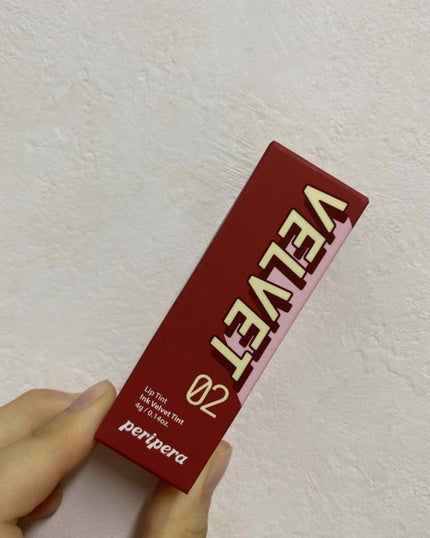 VELVET
02
Lip Tint
Ink Velvet Tint
4g / 0.14oz.
peripera